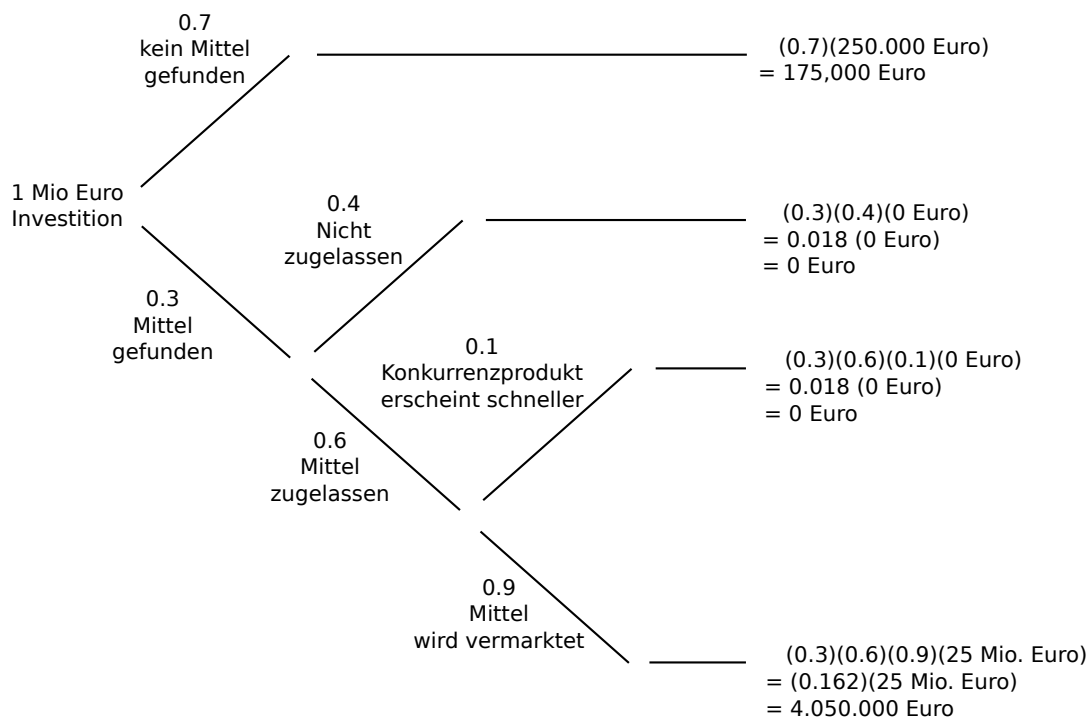 0.7
kein Mittel
gefunden
(0.7)(250.000 Euro)
= 175,000 Euro
1 Mio Euro
Investition
0.4
Nicht
zugelassen
(0.3)(0.4)(0 Euro)
= 0.018 (0 Euro)
= 0 Euro
0.3
Mittel
gefunden
0.1
Konkurrenzprodukt
erscheint schneller
(0.3)(0.6)(0.1)(0 Euro)
= 0.018 (0 Euro)
= 0 Euro
0.6
Mittel
zugelassen
0.9
Mittel
wird vermarktet
(0.3)(0.6)(0.9)(25 Mio. Euro)
= (0.162)(25 Mio. Euro)
= 4.050.000 Euro